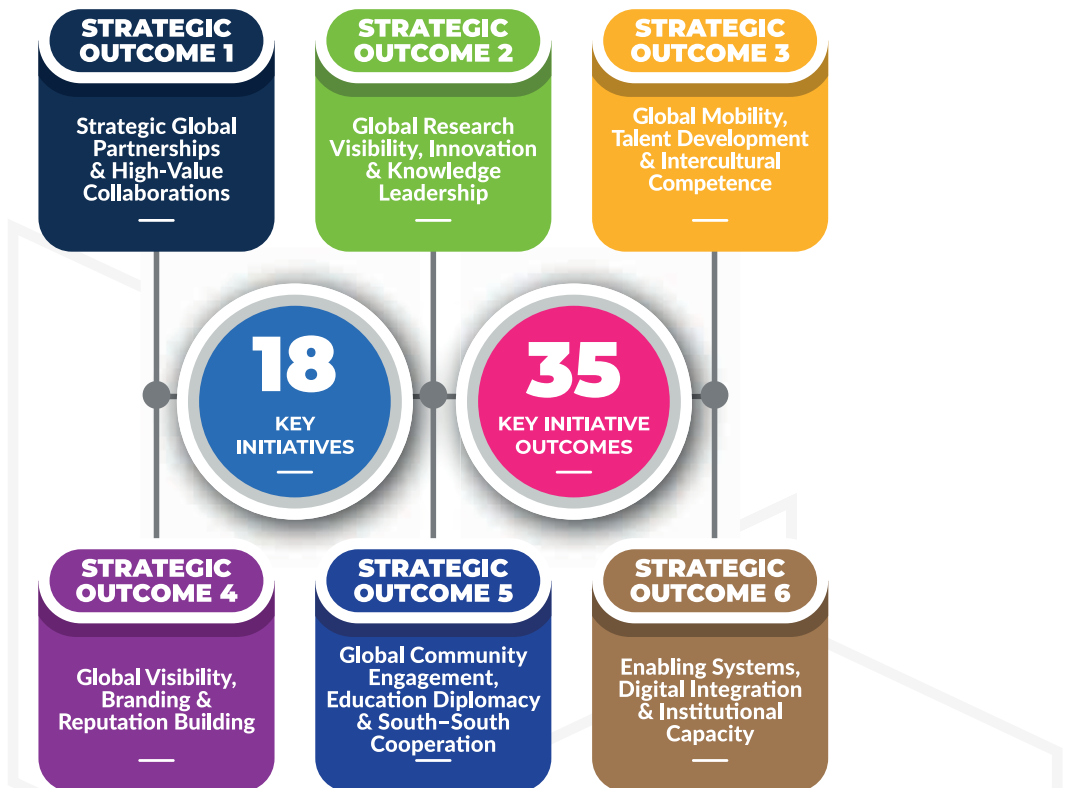 STRATEGIC
OUTCOME 1
Strategic Global
Partnerships
& High-Value
Collaborations
STRATEGIC
OUTCOME 2
Global Research
Visibility, Innovation
& Knowledge
Leadership
STRATEGIC
OUTCOME 3
Global Mobility,
Talent Development
& Intercultural
Competence
18
KEY
INITIATIVES
35
KEY INITIATIVE
OUTCOMES
STRATEGIC
OUTCOME 4
Global Visibility,
Branding &
Reputation Building
STRATEGIC
OUTCOME 5
Global Community
Engagement,
Education Diplomacy
& South–South
Cooperation
STRATEGIC
OUTCOME 6
Enabling Systems,
Digital Integration
& Institutional
Capacity